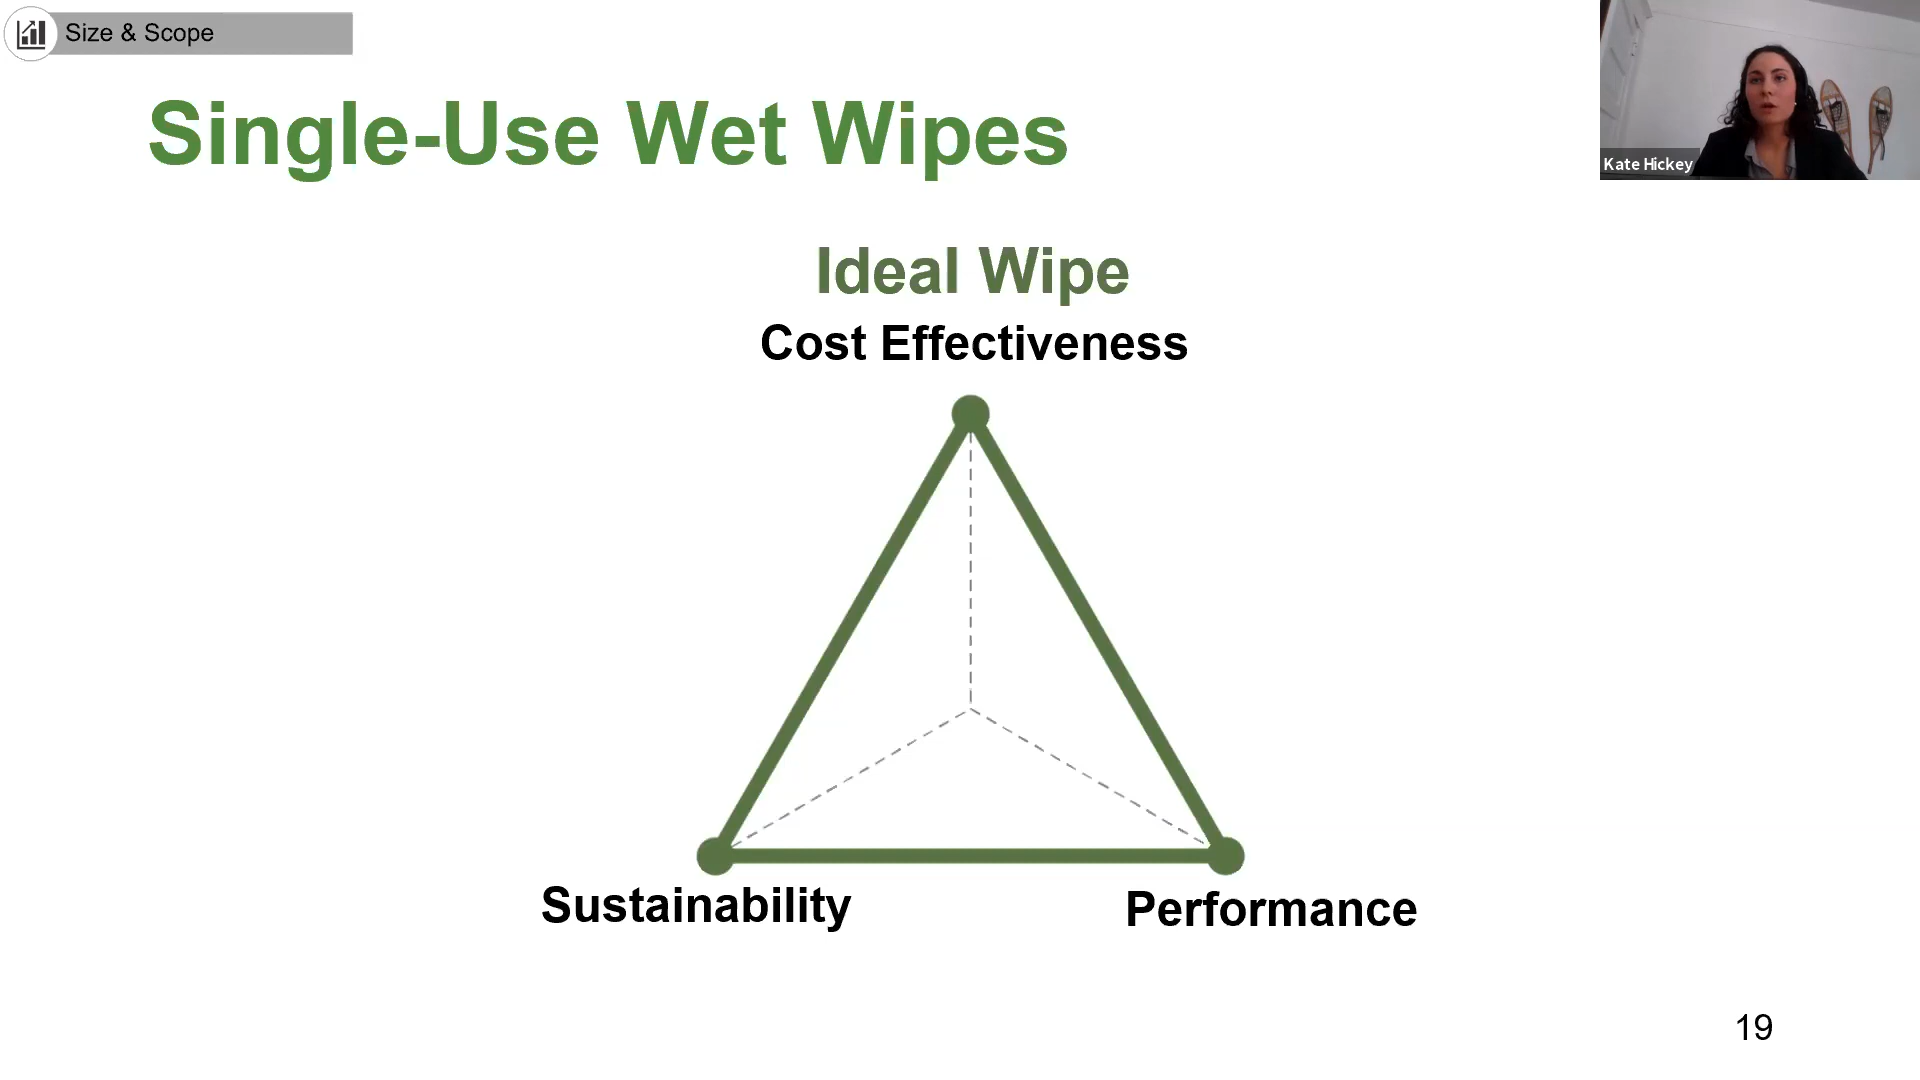 Size & Scope
Single-Use Wet Wipes
Kate Hickey
Ideal Wipe
Cost Effectiveness
Sustainability
Performance
19